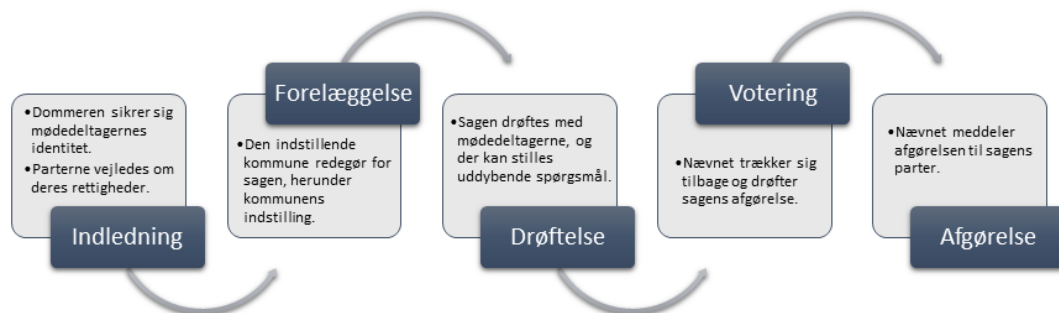 •Dommeren sikrer sig
mødedeltagernes
identitet.
•Parterne vejledes om
deres rettigheder.
Indledning
Forelæggelse
•Den indstillende
kommune redegør for
sagen, herunder
kommunens
indstilling.
•Sagen drøftes med
mødedeltagerne, og
der kan stilles
uddybende spørgsmål.
Drøftelse
Votering
•Nævnet trækker sig
tilbage og drøfter
sagens afgørelse.
•Nævnet meddeler
afgørelsen til sagens
parter.
Afgørelse